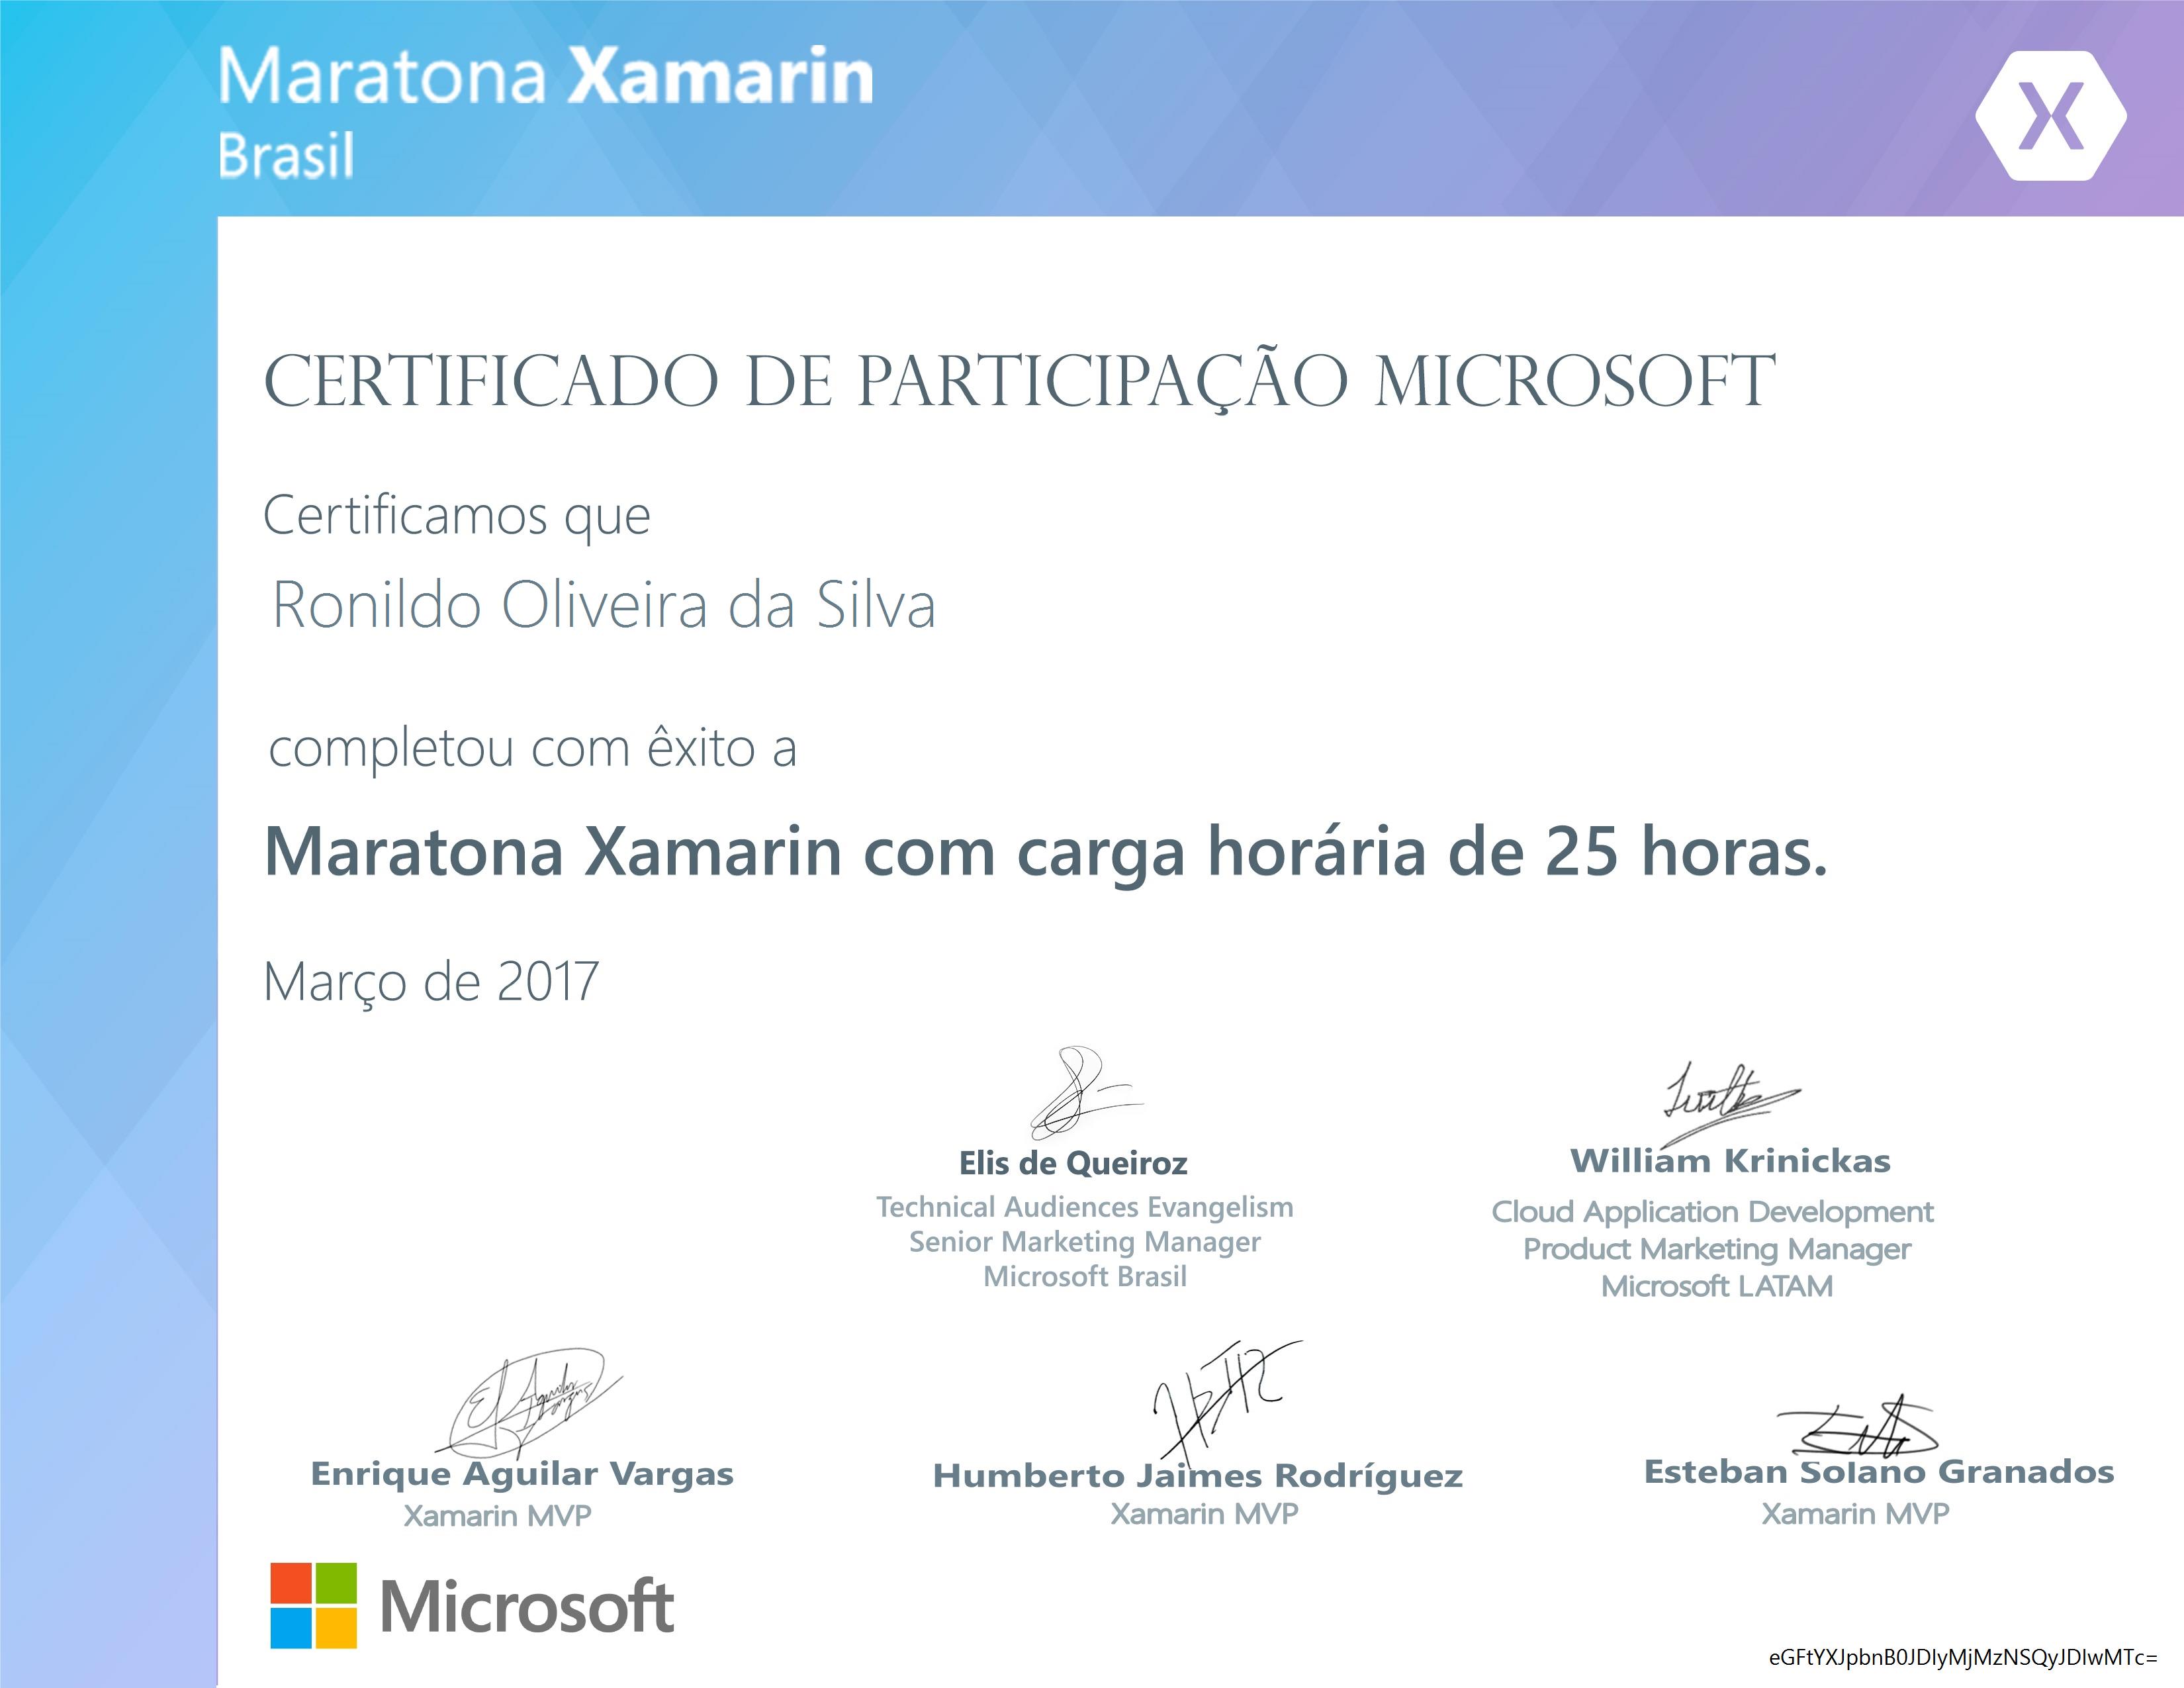 Maratona Xamarin
Brasil
X
CERTIFICADO DE PARTICIPAÇÃO MICROSOFT
Certificamos que
Ronildo Oliveira da Silva
completou com êxito a
Maratona Xamarin com carga horária de 25 horas.
Março de 2017
Elis de Queiroz
Technical Audiences Evangelism
Senior Marketing Manager
Microsoft Brasil
William Krinickas
Cloud Application Development
Product Marketing Manager
Microsoft LATAM
Enrique Aguilar Vargas
Xamarin MVP
Humberto Jaimes Rodríguez
Xamarin MVP
Esteban Solano Granados
Xamarin MVP
Microsoft
eGFtYXJpbnB0JDIyMjMzNSQyJDIwMTc=